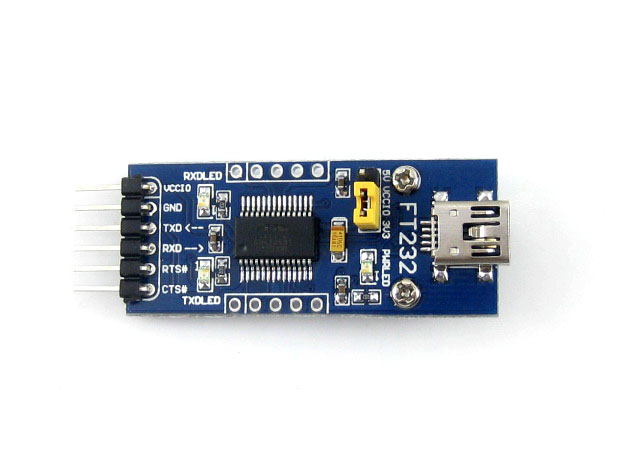 RXDLED
VCCIO
GND
TXD <--
RXD -->
RTS#
CTS#
TXDLED
5V VCCIO 3V3
PWRLED
FT232